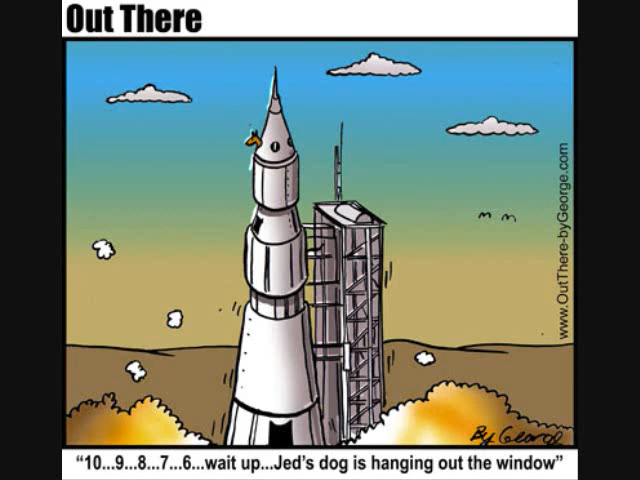 Out There
www.OutThere-byGeorge.com
By George
“10...9...8...7...6...wait up...Jed’s dog is hanging out the window”